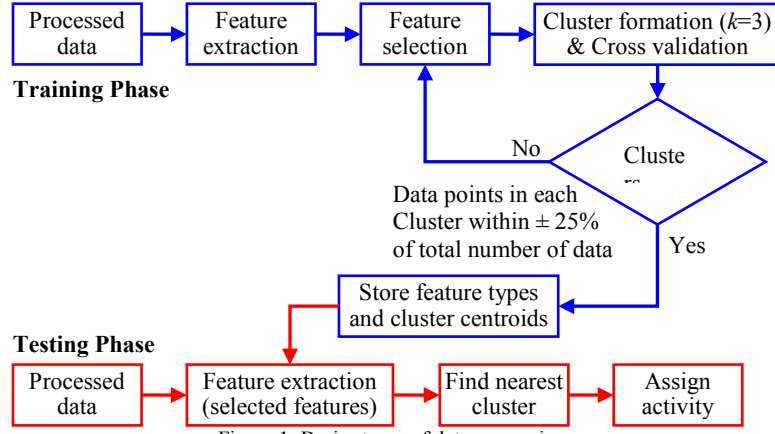 Processed
data
Feature
extraction
Feature
selection
Cluster formation (k=3)
& Cross validation
Training Phase
No
Cluste
Data points in each
Cluster within ± 25%
of total number of data
Yes
Store feature types
and cluster centroids
Testing Phase
Processed
data
Feature extraction
(selected features)
Find nearest
cluster
Assign
activity